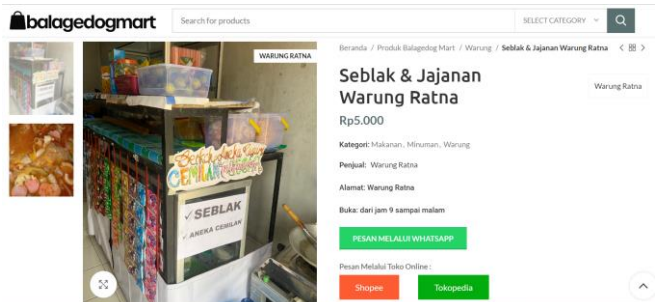 balagedogmart
Search for products
SELECT CATEGORY
WARUNG RATNA
Beranda / Produk Balagedog Mart / Warung / Seblak & Jajanan Warung Ratna
Seblak & Jajanan
Warung Ratna
Warung Ratna
Rp5.000
Kategori: Makanan, Minuman, Warung
Penjual: Warung Ratna
Alamat: Warung Ratna
Buka: dari jam 9 sampai malam
PESAN MELALUI WHATSAPP
Pesan Melalui Toko Online :
Shopee
Tokopedia
CEMILAN
✓ SEBLAK
✓ ANEKA CEMILAN